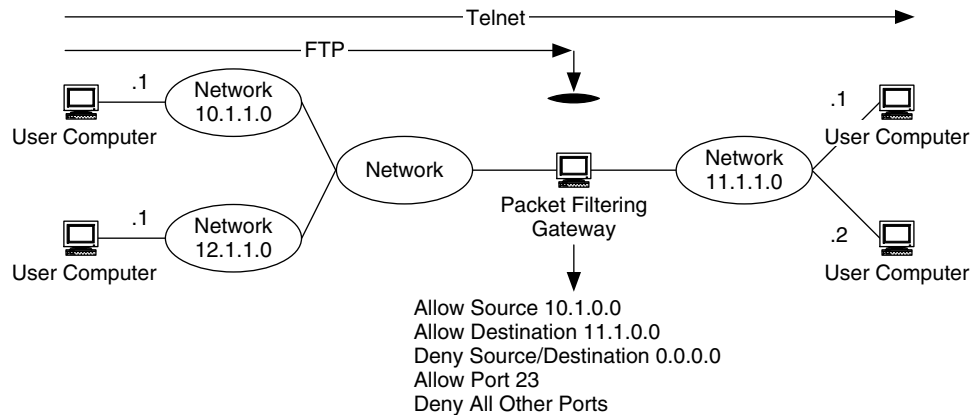 Telnet
FTP
.1
Network
10.1.1.0
User Computer
Network
.1
Network
12.1.1.0
User Computer
Packet Filtering
Gateway
Network
11.1.1.0
.1
User Computer
.2
User Computer
Allow Source 10.1.0.0
Allow Destination 11.1.0.0
Deny Source/Destination 0.0.0.0
Allow Port 23
Deny All Other Ports